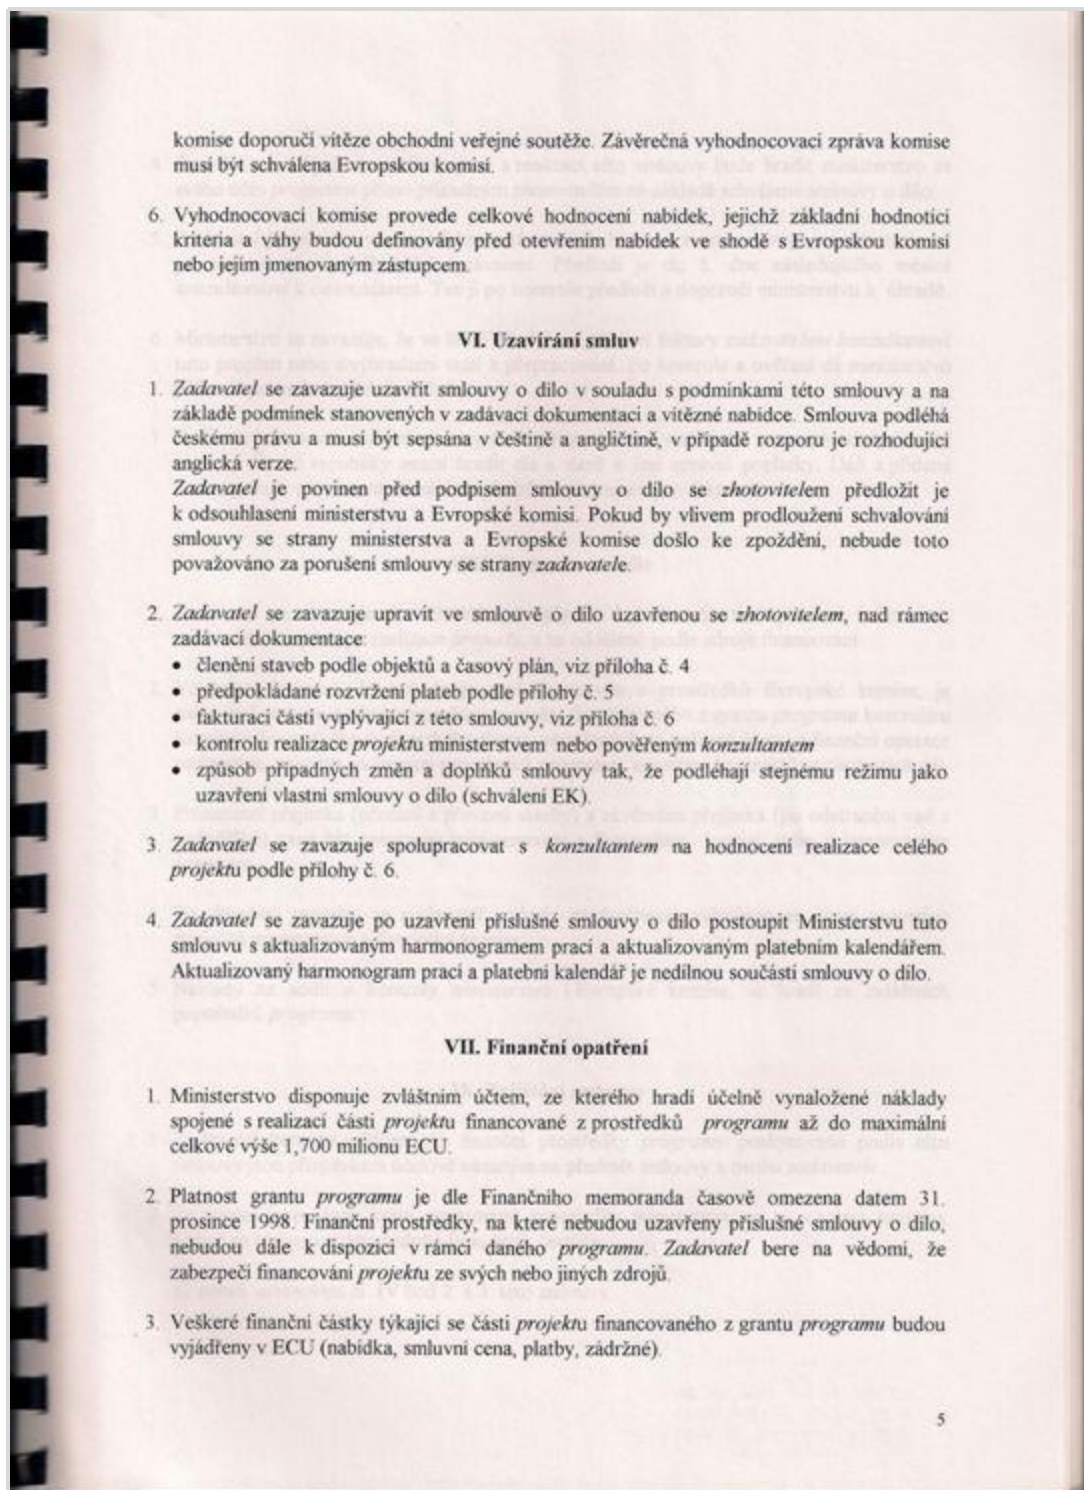 komise doporučí vítěze obchodní veřejné soutěže. Závěrečná vyhodnocovací zpráva komise
musí být schválena Evropskou komisí.
6. Vyhodnocovací komise provede celkové hodnocení nabídek, jejichž základní hodnotící
kriteria a váhy budou definovány před otevřením nabídek ve shodě s Evropskou komisí
nebo jejím jmenovaným zástupcem.
VI. Uzavírání smluv
1. Zadavatel se zavazuje uzavřít smlouvy o dílo v souladu s podmínkami této smlouvy a na
základě podmínek stanovených v zadávací dokumentaci a vítězné nabídce. Smlouva podléhá
českému právu a musí být sepsána v češtině a angličtině, v případě rozporu je rozhodující
anglická verze.
Zadavatel je povinen před podpisem smlouvy o dílo se zhotovitelem předložit je
k odsouhlasení ministerstvu a Evropské komisi. Pokud by vlivem prodloužení schvalování
smlouvy se strany ministerstva a Evropské komise došlo ke zpoždění, nebude toto
považováno za porušení smlouvy se strany zadavatele.
2. Zadavatel se zavazuje upravit ve smlouvě o dílo uzavřenou se zhotovitelem, nad rámec
zadávací dokumentace:
• členění staveb podle objektů a časový plán, viz příloha č. 4
• předpokládané rozvržení plateb podle přílohy č. 5
• fakturaci části vyplývající z této smlouvy, viz příloha č. 6
• kontrolu realizace projektu ministerstvem nebo pověřeným konzultantem
• způsob případných změn a doplňků smlouvy tak, že podléhají stejnému režimu jako
uzavření vlastní smlouvy o dílo (schválení EK).
3. Zadavatel se zavazuje spolupracovat s konzultantem na hodnocení realizace celého
projektu podle přílohy č. 6.
4. Zadavatel se zavazuje po uzavření příslušné smlouvy o dílo postoupit Ministerstvu tuto
smlouvu s aktualizovaným harmonogramem prací a aktualizovaným platebním kalendářem.
Aktualizovaný harmonogram prací a platební kalendář je nedílnou součástí smlouvy o dílo.
VII. Finanční opatření
1. Ministerstvo disponuje zvláštním účtem, ze kterého hradí účelně vynaložené náklady
spojené s realizací části projektu financované z prostředků programu až do maximální
celkové výše 1,700 milionu ECU.
2. Platnost grantu programu je dle Finančního memoranda časově omezena datem 31.
prosince 1998. Finanční prostředky, na které nebudou uzavřeny příslušné smlouvy o dílo,
nebudou dále k dispozici v rámci daného programu. Zadavatel bere na vědomí, že
zabezpečí financování projektu ze svých nebo jiných zdrojů.
3. Veškeré finanční částky týkající se části projektu financovaného z grantu programu budou
vyjádřeny v ECU (nabídka, smluvní cena, platby, zádržné).
5